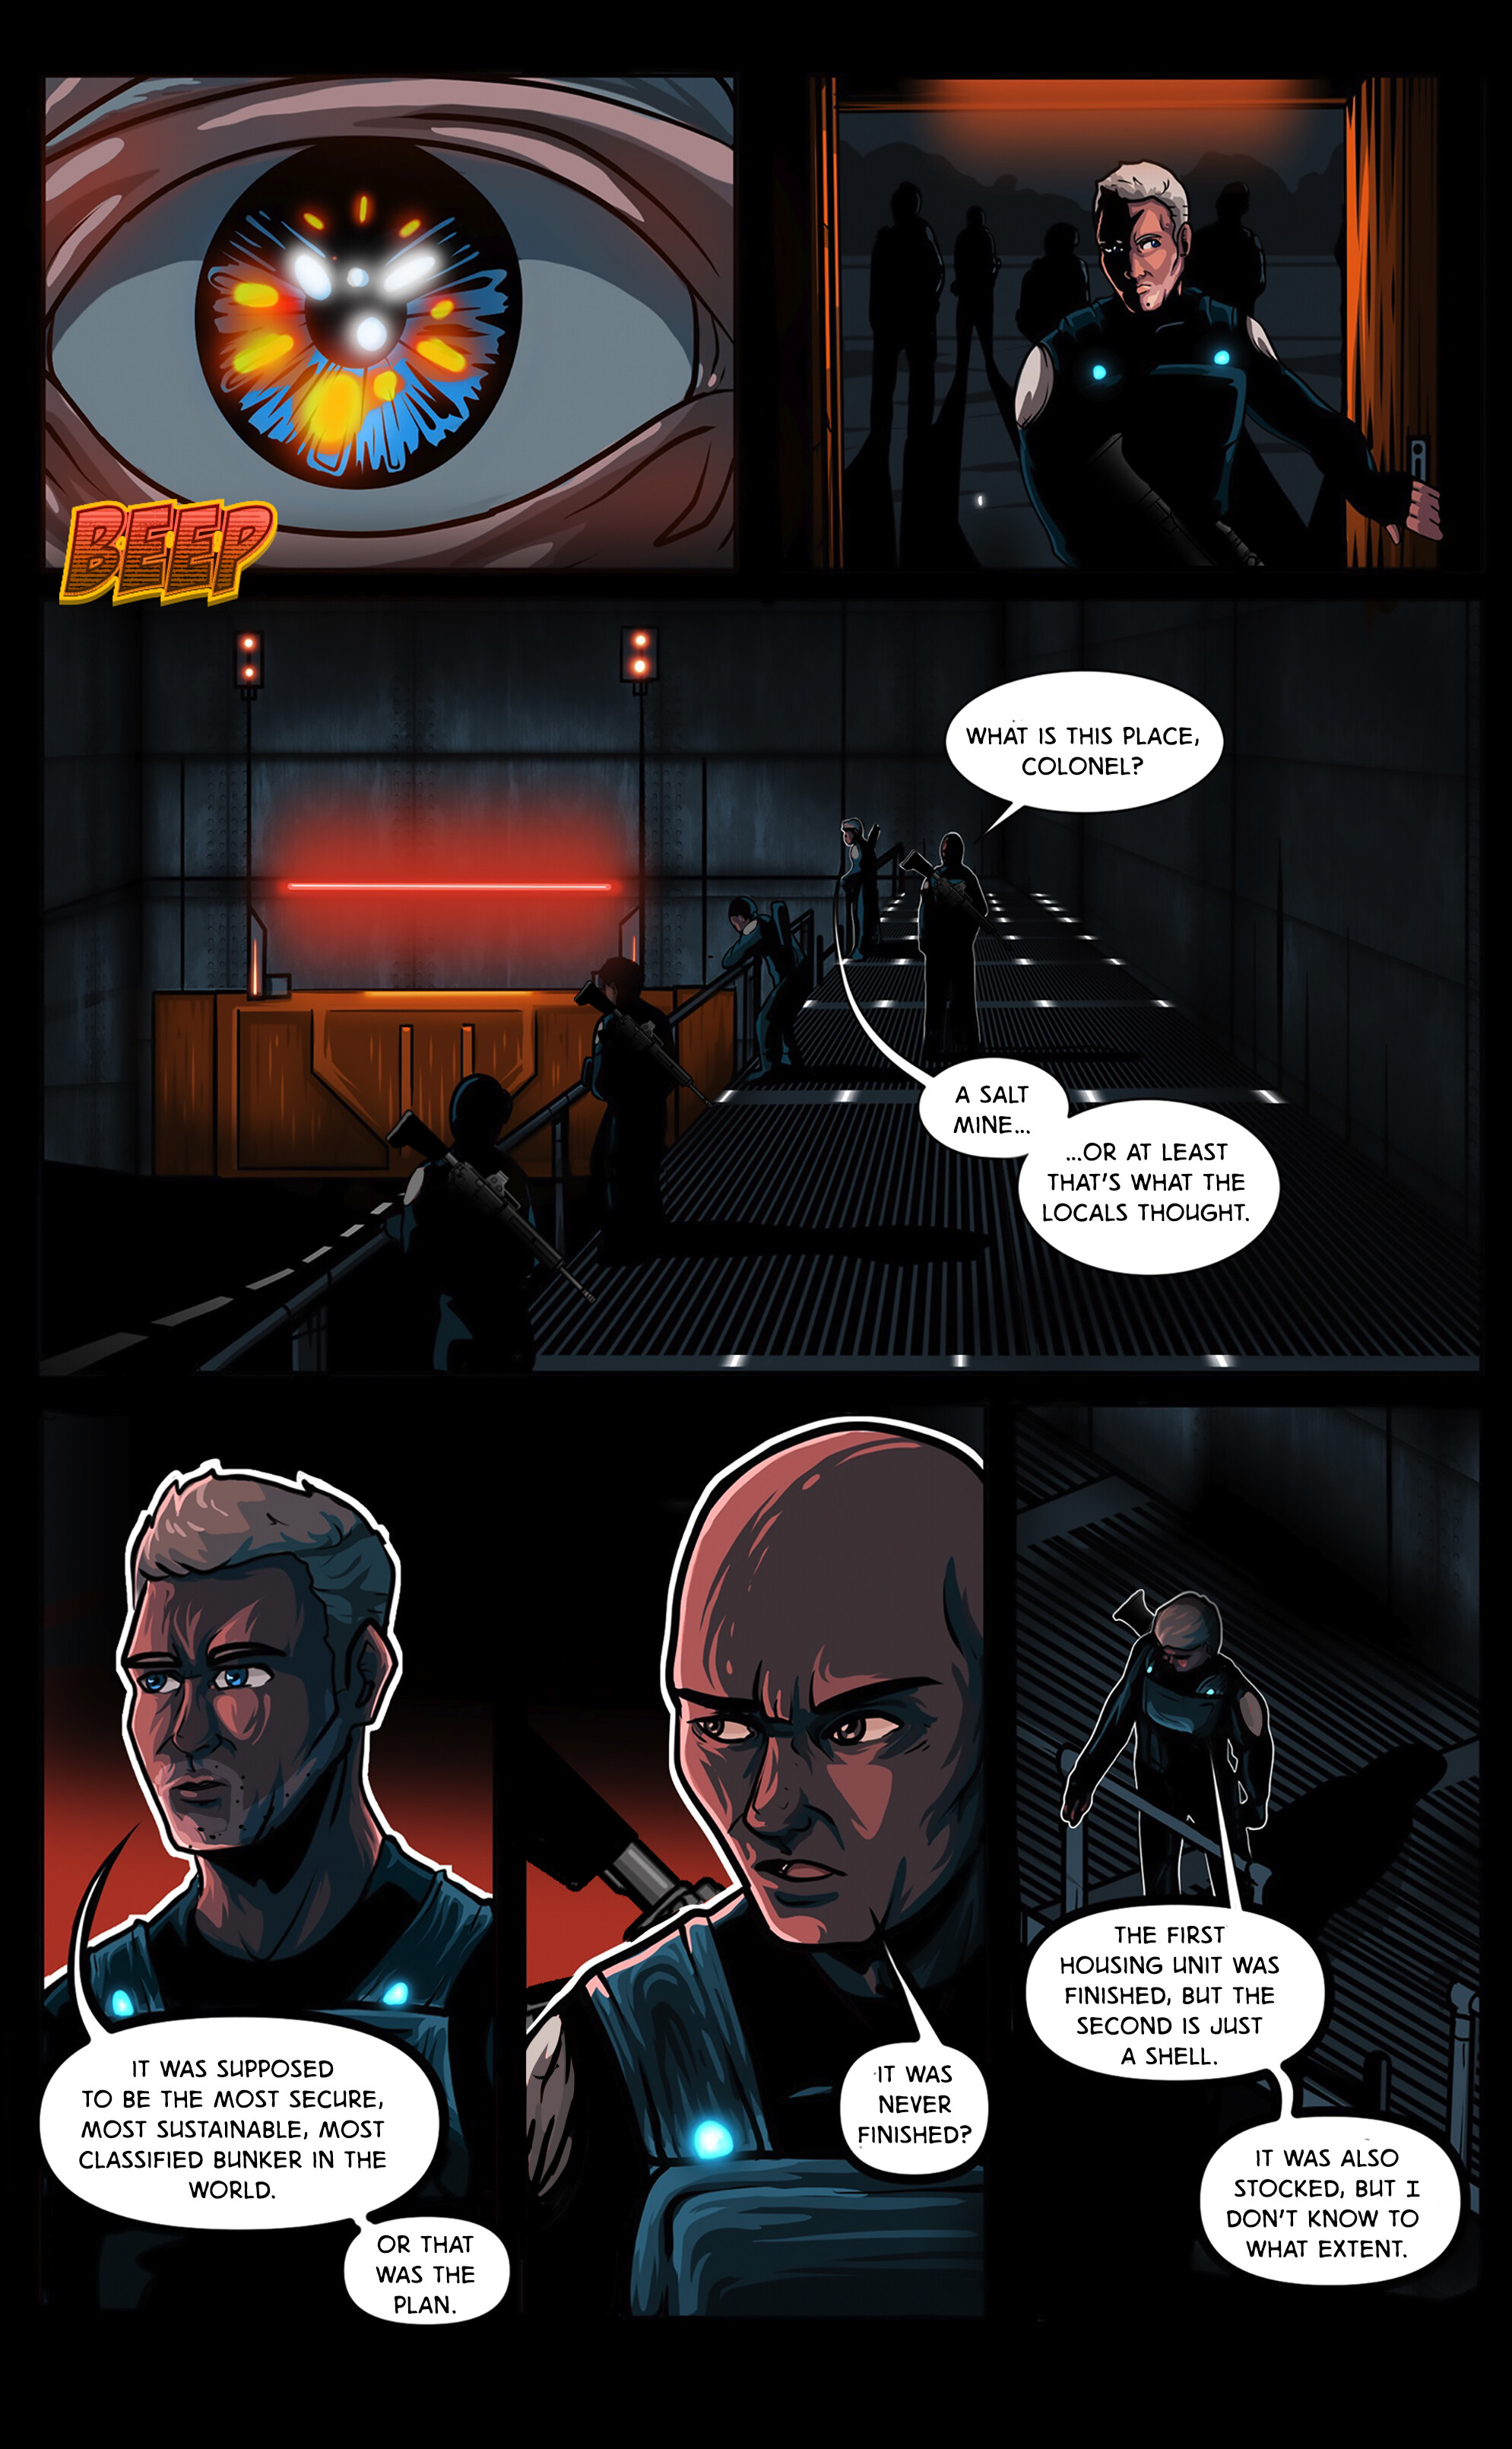 BEEP
WHAT IS THIS PLACE,
COLONEL?
A SALT
MINE...
...OR AT LEAST
THAT'S WHAT THE
LOCALS THOUGHT.
IT WAS SUPPOSED
TO BE THE MOST SECURE,
MOST SUSTAINABLE, MOST
CLASSIFIED BUNKER IN THE
WORLD.
OR THAT
WAS THE
PLAN.
IT WAS
NEVER
FINISHED?
THE FIRST
HOUSING UNIT WAS
FINISHED, BUT THE
SECOND IS JUST
A SHELL.
IT WAS ALSO
STOCKED, BUT I
DON'T KNOW TO
WHAT EXTENT.